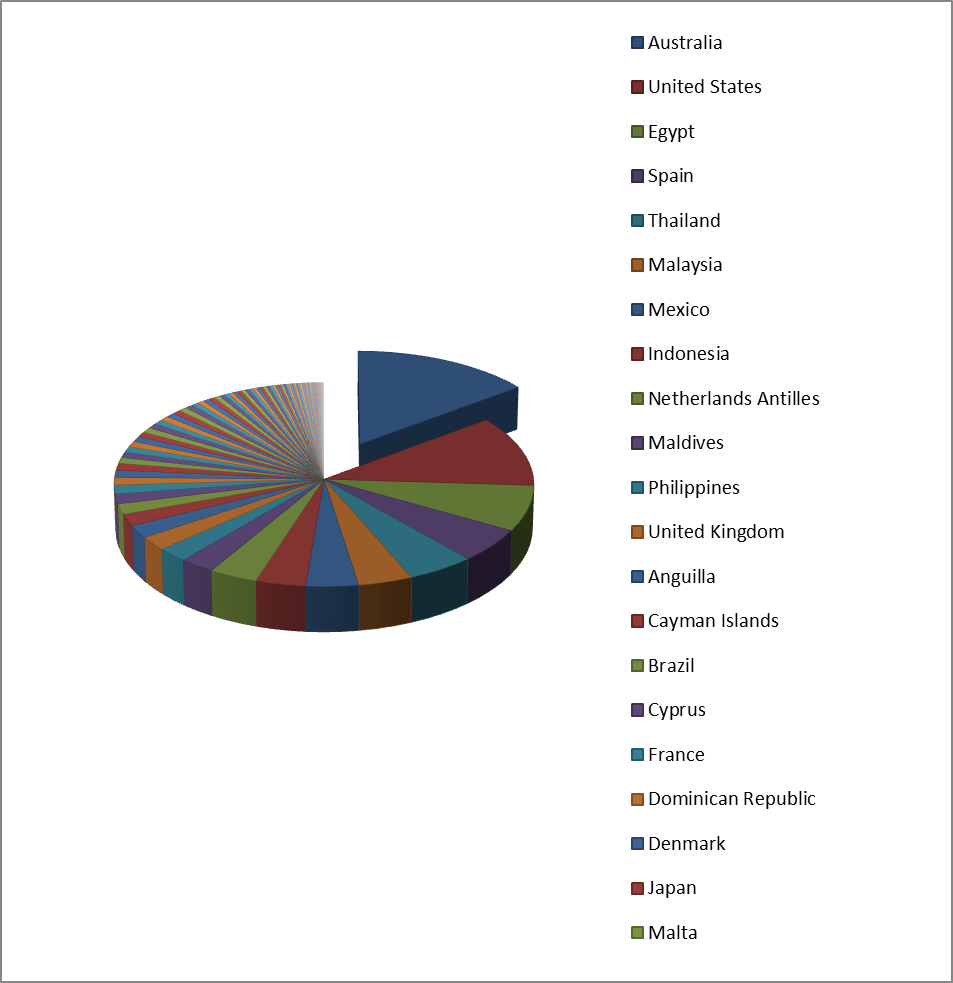 Australia
United States
Egypt
Spain
Thailand
Malaysia
Mexico
Indonesia
Netherlands Antilles
Maldives
Philippines
United Kingdom
Anguilla
Cayman Islands
Brazil
Cyprus
France
Dominican Republic
Denmark
Japan
Malta